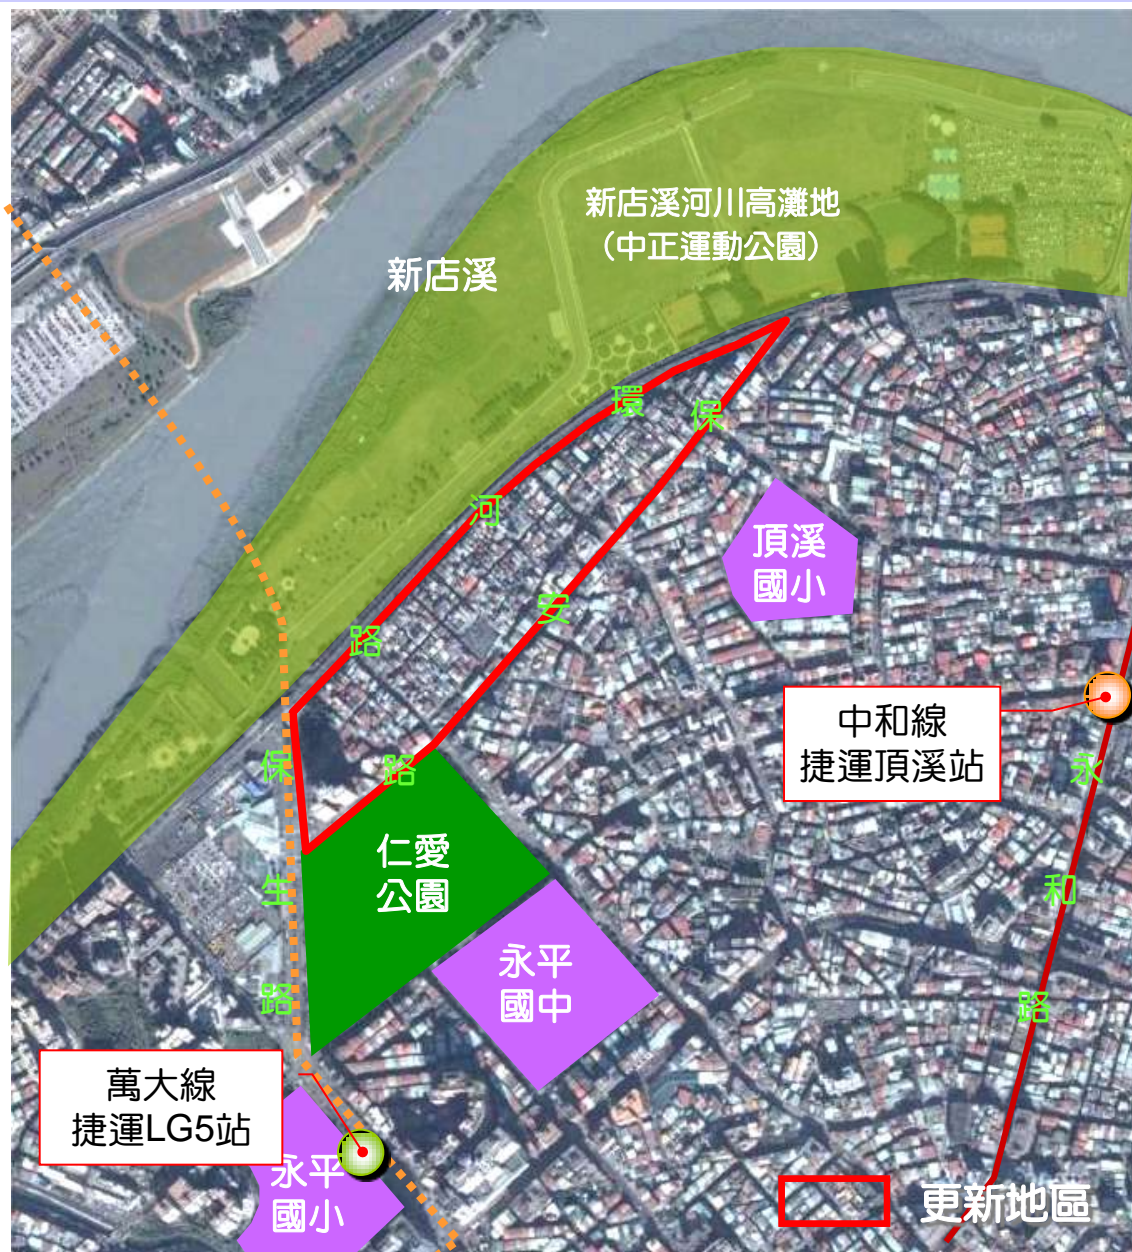 新店溪河川高灘地
（中正運動公園）
新店溪
環
河
路
保
安
路
頂溪
國小
中和線
捷運頂溪站
永
和
路
保
生
路
仁愛
公園
永平
國中
萬大線
捷運LG5站
永平
國小
更新地區